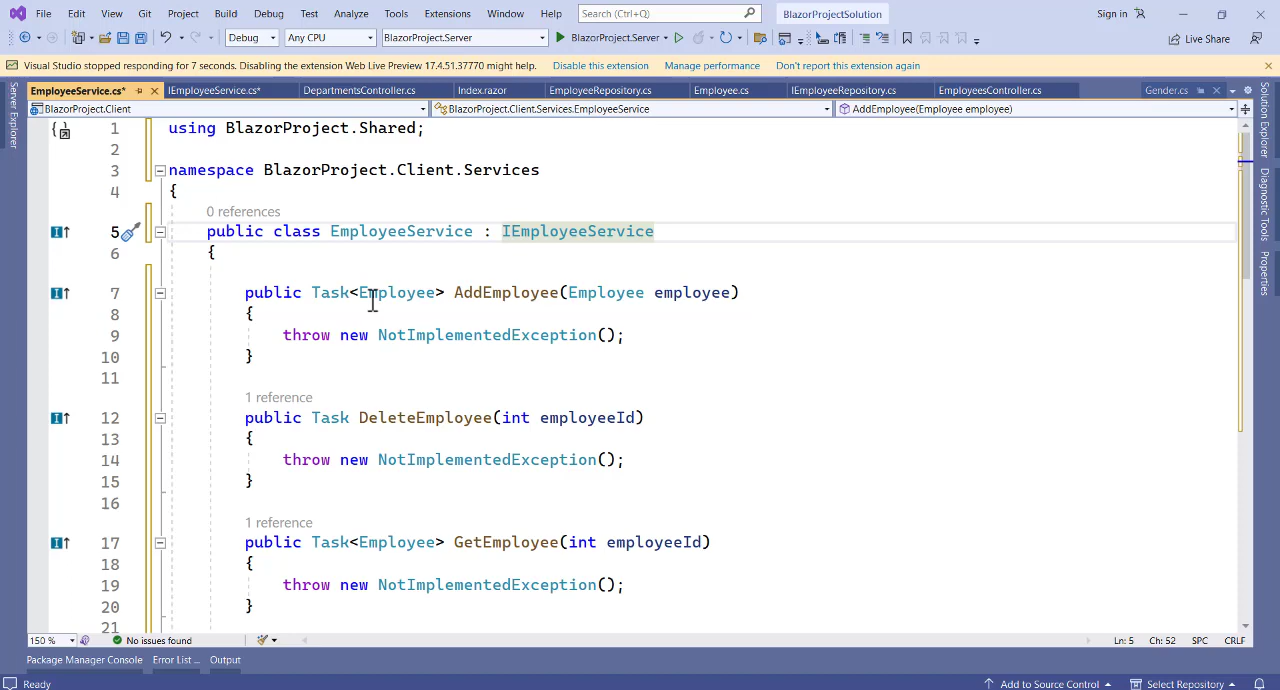 File Edit View Git Project Build Debug Test Analyze Tools Extensions Window Help Search (Ctrl+Q) BlazorProjectSolution Sign in
Debug Any CPU BlazorProject.Server BlazorProject.Server Live Share
Visual Studio stopped responding for 7 seconds. Disabling the extension Web Live Preview 17.4.51.37770 might help. Disable this extension Manage performance Don't report this extension again
EmployeeService.cs* IEmployeeService.cs* DepartmentsController.cs Index.razor EmployeeRepository.cs Employee.cs IEmployeeRepository.cs EmployeesController.cs Gender.cs
BlazorProject.Client BlazorProject.Client.Services.EmployeeService AddEmployee(Employee employee)
Server Explorer
Solution Explorer
Diagnostic Tools
Properties
1 using BlazorProject.Shared;
2
3 namespace BlazorProject.Client.Services
4 {
0 references
5 public class EmployeeService : IEmployeeService
6 {
7 public Task<Employee> AddEmployee(Employee employee)
8 {
9 throw new NotImplementedException();
10 }
11
1 reference
12 public Task DeleteEmployee(int employeeId)
13 {
14 throw new NotImplementedException();
15 }
16
1 reference
17 public Task<Employee> GetEmployee(int employeeId)
18 {
19 throw new NotImplementedException();
20 }
21
150 % No issues found Ln: 5 Ch: 52 SPC CRLF
Package Manager Console Error List ... Output
Ready Add to Source Control Select Repository